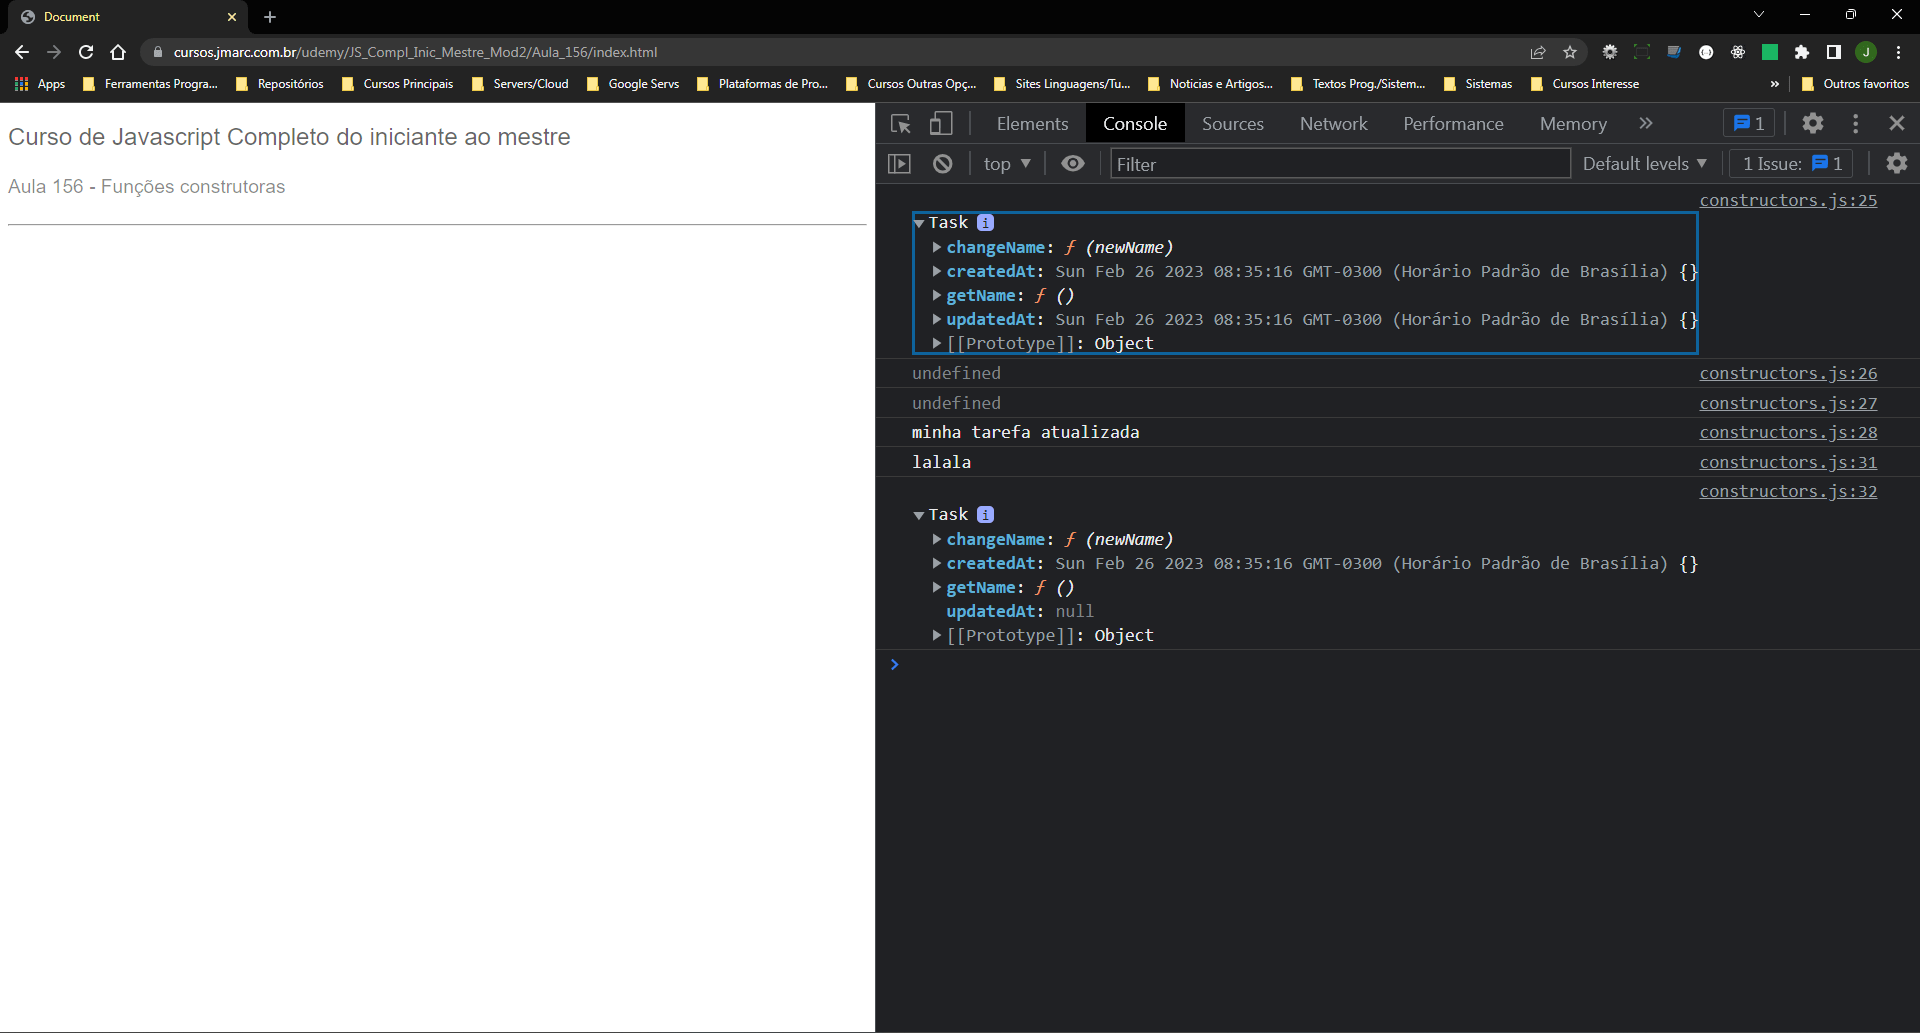 Document
cursos.jmarc.com.br/udemy/JS_Compl_Inic_Mestre_Mod2/Aula_156/index.html
J
Apps Ferramentas Progra... Repositórios Cursos Principais Servers/Cloud Google Servs Plataformas de Pro... Cursos Outras Opç... Sites Linguagens/Tu... Noticias e Artigos... Textos Prog./Sistem... Sistemas Cursos Interesse » Outros favoritos
Curso de Javascript Completo do iniciante ao mestre
Aula 156 - Funções construtoras
Elements Console Sources Network Performance Memory » 1
top Filter Default levels 1 Issue: 1
constructors.js:25
Task i
changeName: ƒ (newName)
createdAt: Sun Feb 26 2023 08:35:16 GMT-0300 (Horário Padrão de Brasília) {}
getName: ƒ ()
updatedAt: Sun Feb 26 2023 08:35:16 GMT-0300 (Horário Padrão de Brasília) {}
[[Prototype]]: Object
undefined constructors.js:26
undefined constructors.js:27
minha tarefa atualizada constructors.js:28
lalala constructors.js:31
constructors.js:32
Task i
changeName: ƒ (newName)
createdAt: Sun Feb 26 2023 08:35:16 GMT-0300 (Horário Padrão de Brasília) {}
getName: ƒ ()
updatedAt: null
[[Prototype]]: Object